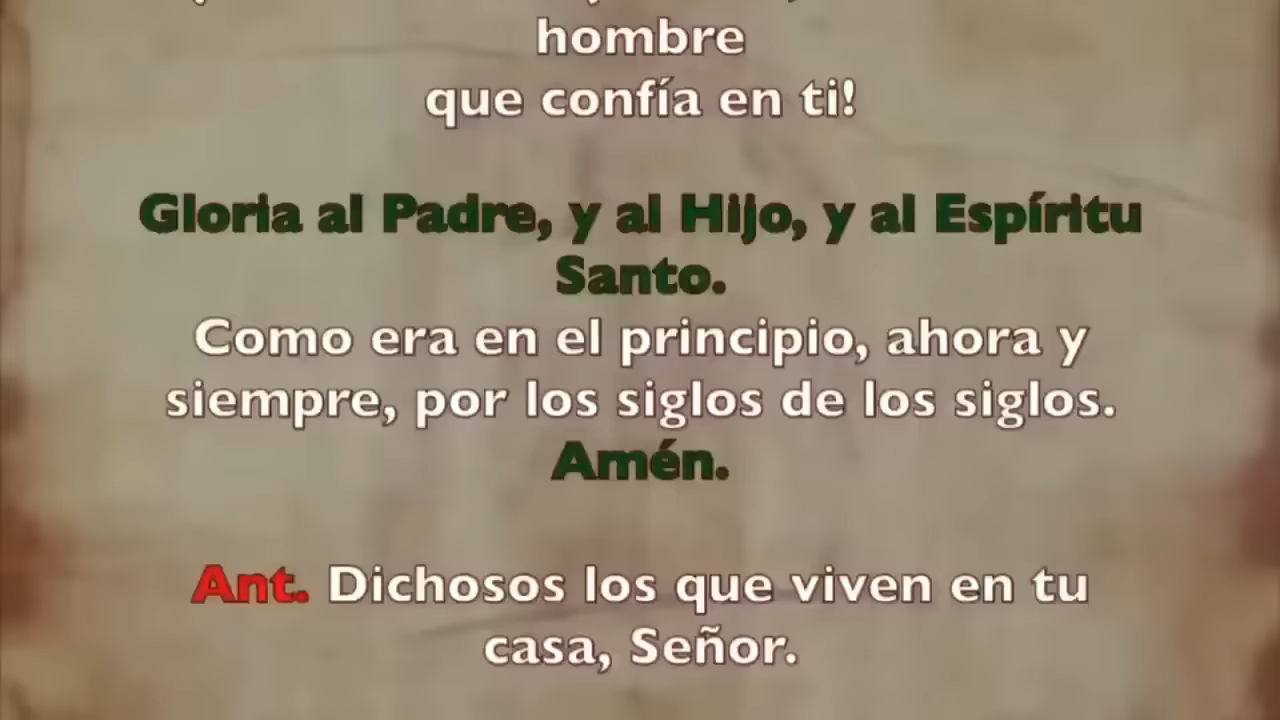 hombre
que confía en ti!
Gloria al Padre, y al Hijo, y al Espíritu
Santo.
Como era en el principio, ahora y
siempre, por los siglos de los siglos.
Amén.
Ant. Dichosos los que viven en tu
casa, Señor.